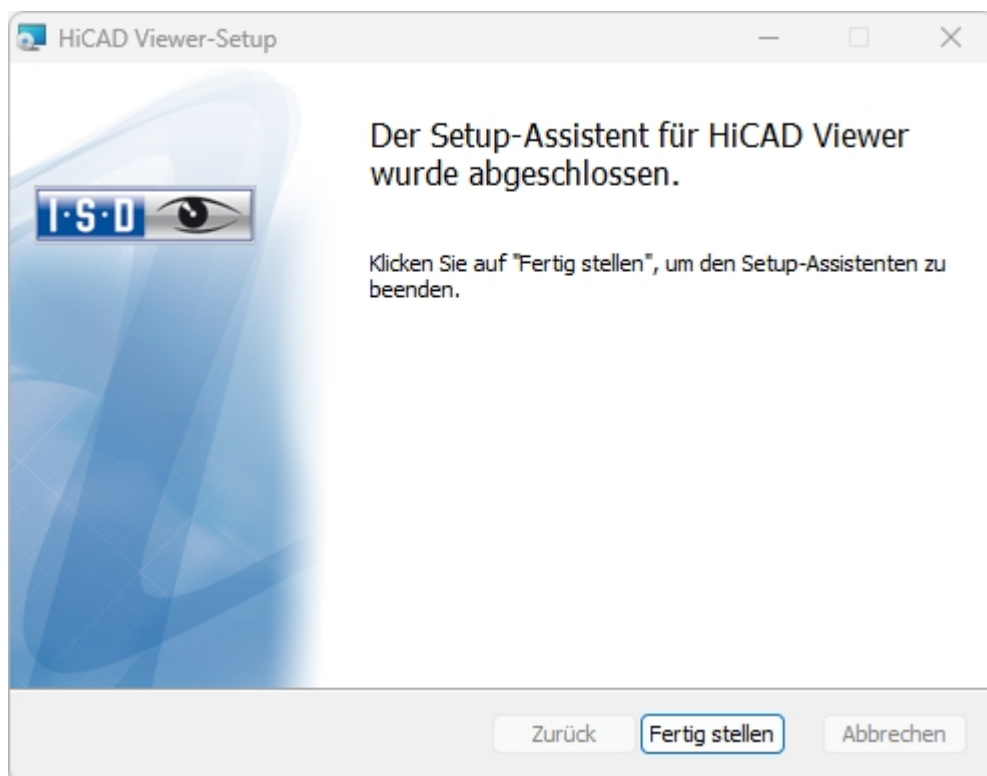 HiCAD Viewer-Setup
Der Setup-Assistent für HiCAD Viewer
wurde abgeschlossen.
I·S·D
Klicken Sie auf "Fertig stellen", um den Setup-Assistenten zu
beenden.
Zurück
Fertig stellen
Abbrechen